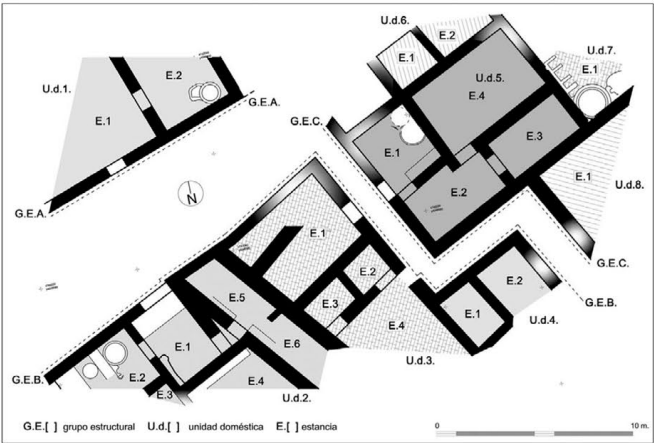 U.d.6.
E.2
E.1
U.d.7.
E.1
E.2
U.d.1.
U.d.5.
E.4
G.E.A.
E.1
G.E.C.
E.1
E.3
E.1
U.d.8.
E.2
N
G.E.A.
E.1
G.E.C.
E.2
E.2
E.5
G.E.B.
E.3
E.1
E.4
U.d.4.
E.1
E.6
U.d.3.
G.E.B.
E.2
E.4
E.3
U.d.2.
G.E.[ ] grupo estructural U.d.[ ] unidad doméstica E.[ ] estancia
0 10 m.